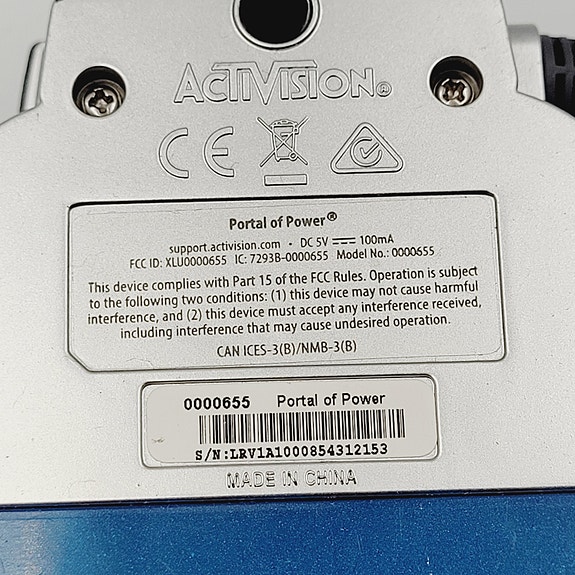 ACTIVISION®
CE
Portal of Power®
support.activision.com · DC 5V ⎓ 100mA
FCC ID: XLU0000655 IC: 7293B-0000655 Model No.: 0000655
This device complies with Part 15 of the FCC Rules. Operation is subject
to the following two conditions: (1) this device may not cause harmful
interference, and (2) this device must accept any interference received,
including interference that may cause undesired operation.
CAN ICES-3(B)/NMB-3(B)
0000655 Portal of Power
S/N:LRV1A1000854312153
MADE IN CHINA